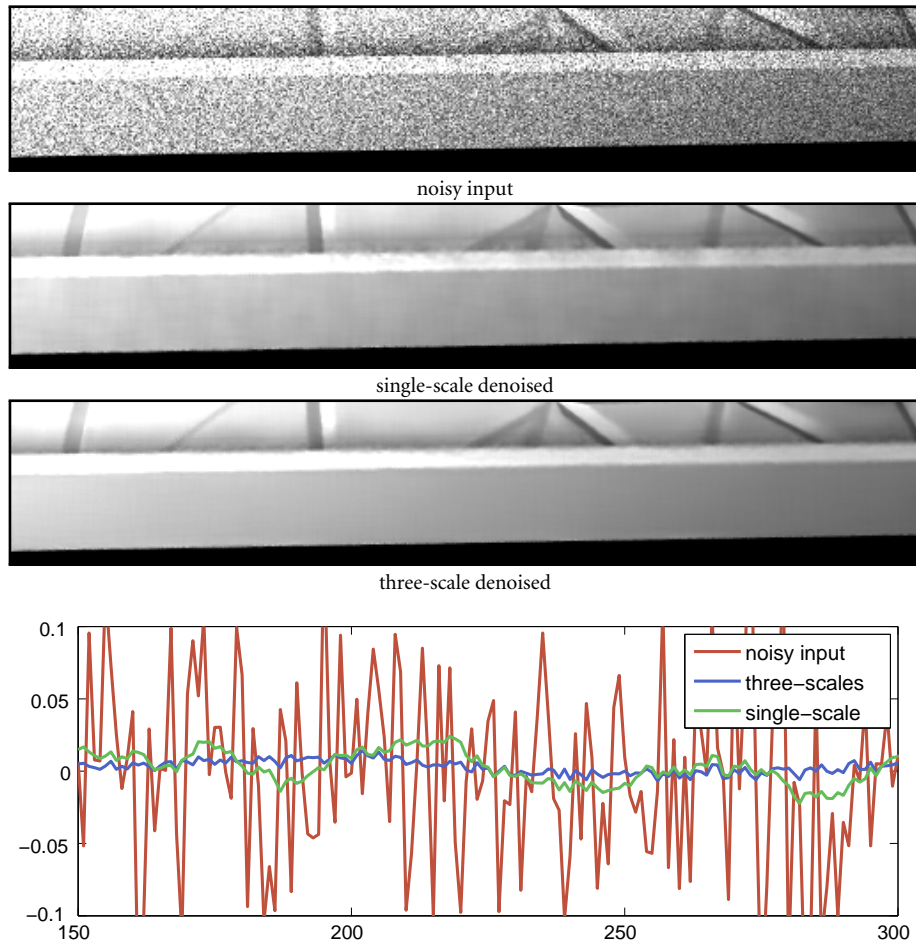 noisy input
single-scale denoised
three-scale denoised
0.1
0.05
0
−0.05
−0.1
noisy input
three−scales
single−scale
150
200
250
300